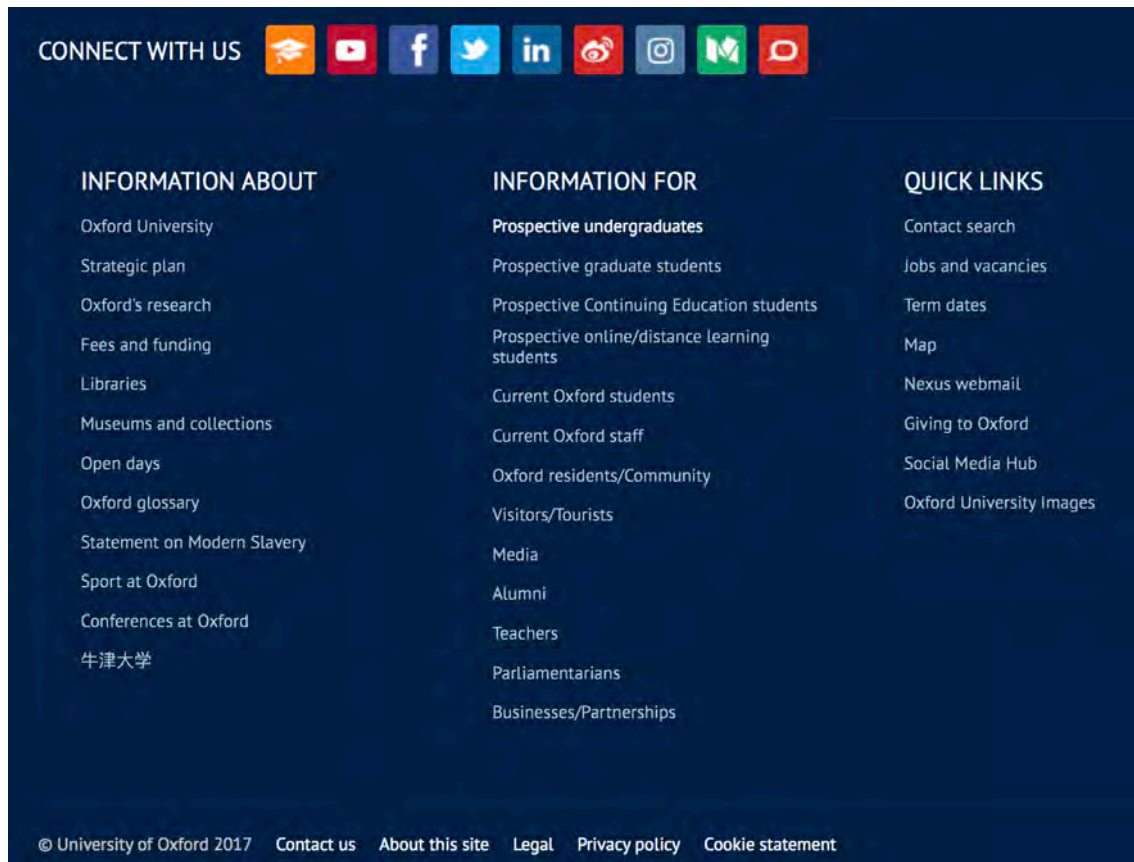 CONNECT WITH US
INFORMATION ABOUT
Oxford University
Strategic plan
Oxford's research
Fees and funding
Libraries
Museums and collections
Open days
Oxford glossary
Statement on Modern Slavery
Sport at Oxford
Conferences at Oxford
牛津大学
INFORMATION FOR
Prospective undergraduates
Prospective graduate students
Prospective Continuing Education students
Prospective online/distance learning
students
Current Oxford students
Current Oxford staff
Oxford residents/Community
Visitors/Tourists
Media
Alumni
Teachers
Parliamentarians
Businesses/Partnerships
QUICK LINKS
Contact search
Jobs and vacancies
Term dates
Map
Nexus webmail
Giving to Oxford
Social Media Hub
Oxford University Images
© University of Oxford 2017 Contact us About this site Legal Privacy policy Cookie statement